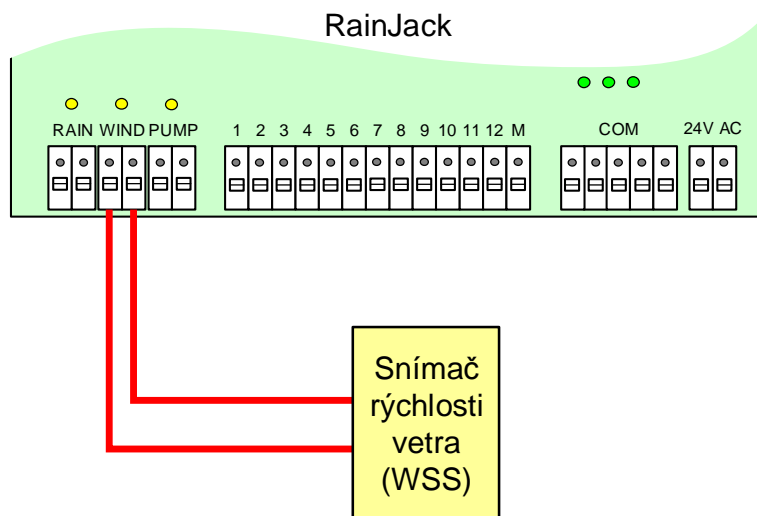 RainJack
RAIN WIND PUMP 1 2 3 4 5 6 7 8 9 10 11 12 M COM 24V AC
Snímač
rýchlosti
vetra
(WSS)